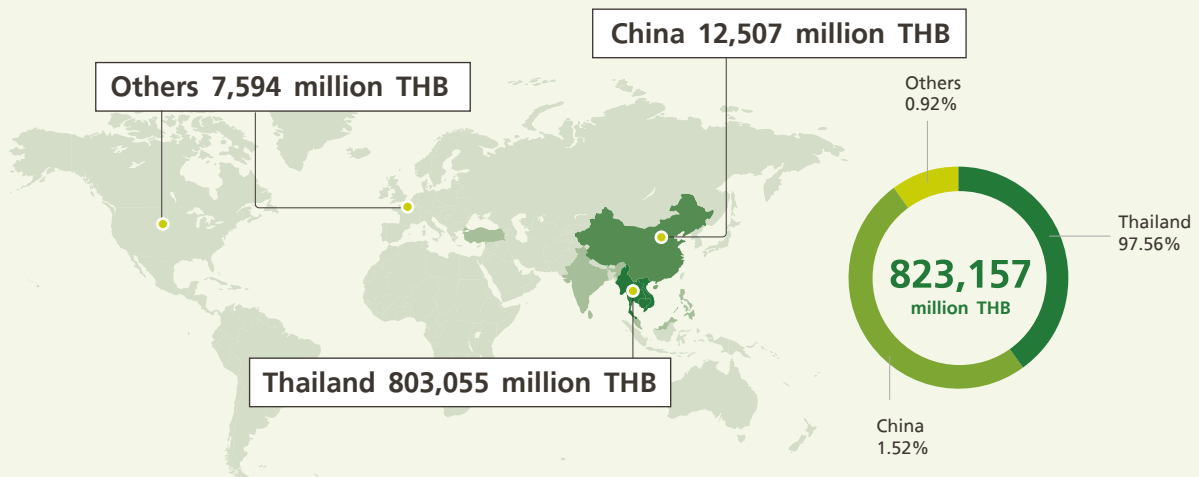 China 12,507 million THB
Others 7,594 million THB
Others
0.92%
Thailand
97.56%
823,157
million THB
Thailand 803,055 million THB
China
1.52%